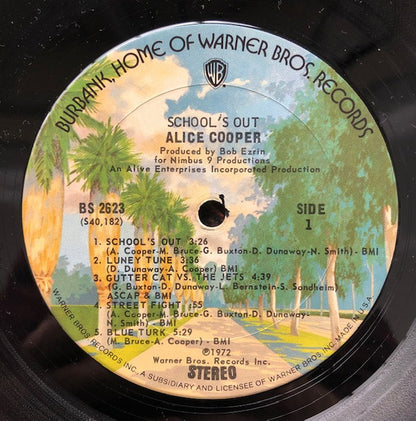 BURBANK, HOME OF WARNER BROS. RECORDS
WB
SCHOOL'S OUT
ALICE COOPER
Produced by Bob Ezrin
for Nimbus 9 Productions
An Alive Enterprises Incorporated Production
BS 2623
(S40,182)
SIDE
1
1. SCHOOL'S OUT 3:26
(A. Cooper-M. Bruce-G. Buxton-D. Dunaway-N. Smith) - BMI
2. LUNEY TUNE 3:36
(D. Dunaway-A. Cooper) BMI
3. GUTTER CAT VS. THE JETS 4:39
(G. Buxton-D. Dunaway-L. Bernstein-S. Sondheim)
ASCAP & BMI
4. STREET FIGHT :55
(A. Cooper-M. Bruce-G. Buxton-D. Dunaway-
N. Smith) - BMI
5. BLUE TURK 5:29
(M. Bruce-A. Cooper) - BMI
©1972
Warner Bros. Records Inc.
STEREO
WARNER BROS. RECORDS INC., A SUBSIDIARY AND LICENSEE OF WARNER BROS. INC. MADE IN U.S.A.